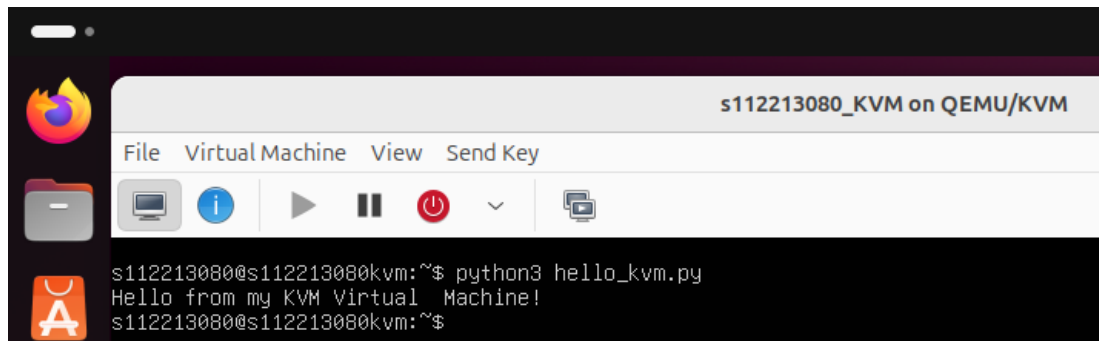 s112213080_KVM on QEMU/KVM
File Virtual Machine View Send Key
s112213080@s112213080kvm:~$ python3 hello_kvm.py
Hello from my KVM Virtual  Machine!
s112213080@s112213080kvm:~$